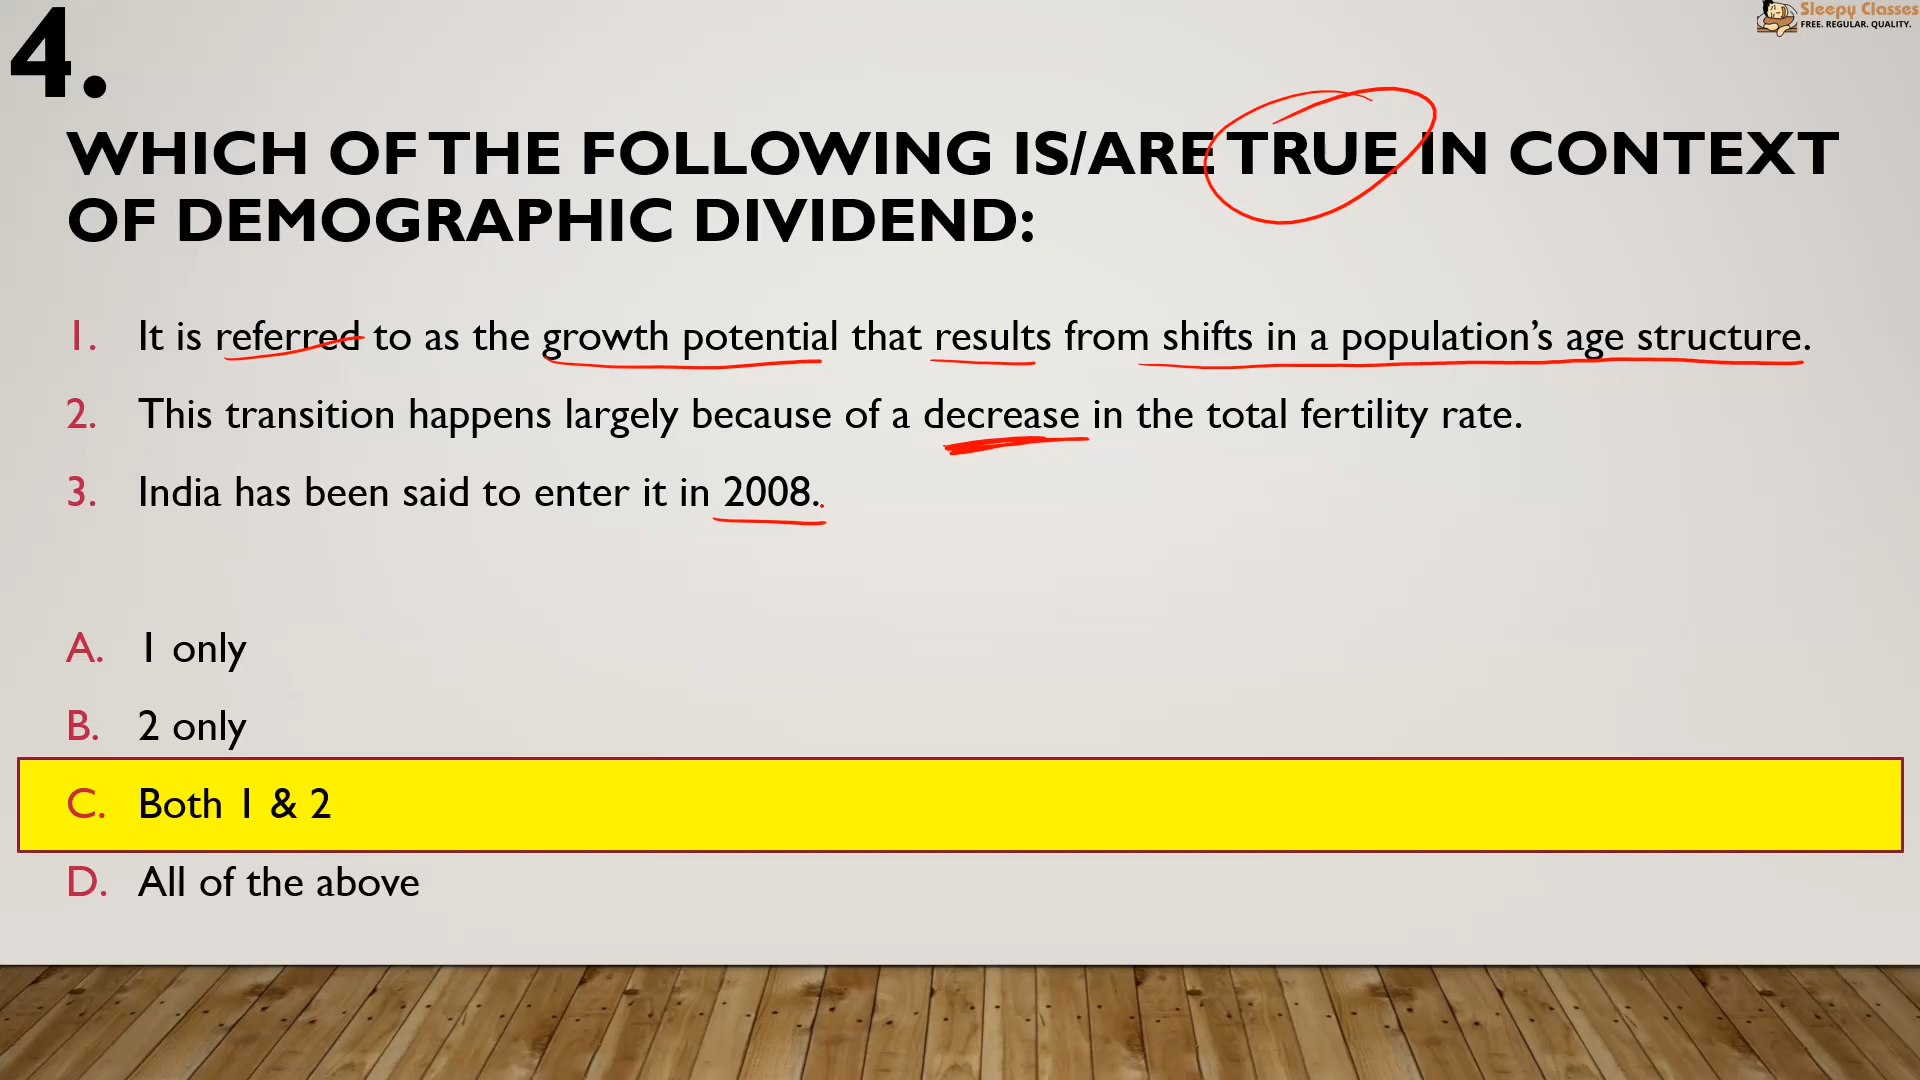 Sleepy Classes
FREE. REGULAR. QUALITY.
4.
WHICH OF THE FOLLOWING IS/ARE TRUE IN CONTEXT
OF DEMOGRAPHIC DIVIDEND:
1. It is referred to as the growth potential that results from shifts in a population’s age structure.
2. This transition happens largely because of a decrease in the total fertility rate.
3. India has been said to enter it in 2008.
A. 1 only
B. 2 only
C. Both 1 & 2
D. All of the above